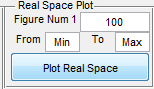 Real Space Plot
Figure Num 1 100
From Min To Max
Plot Real Space